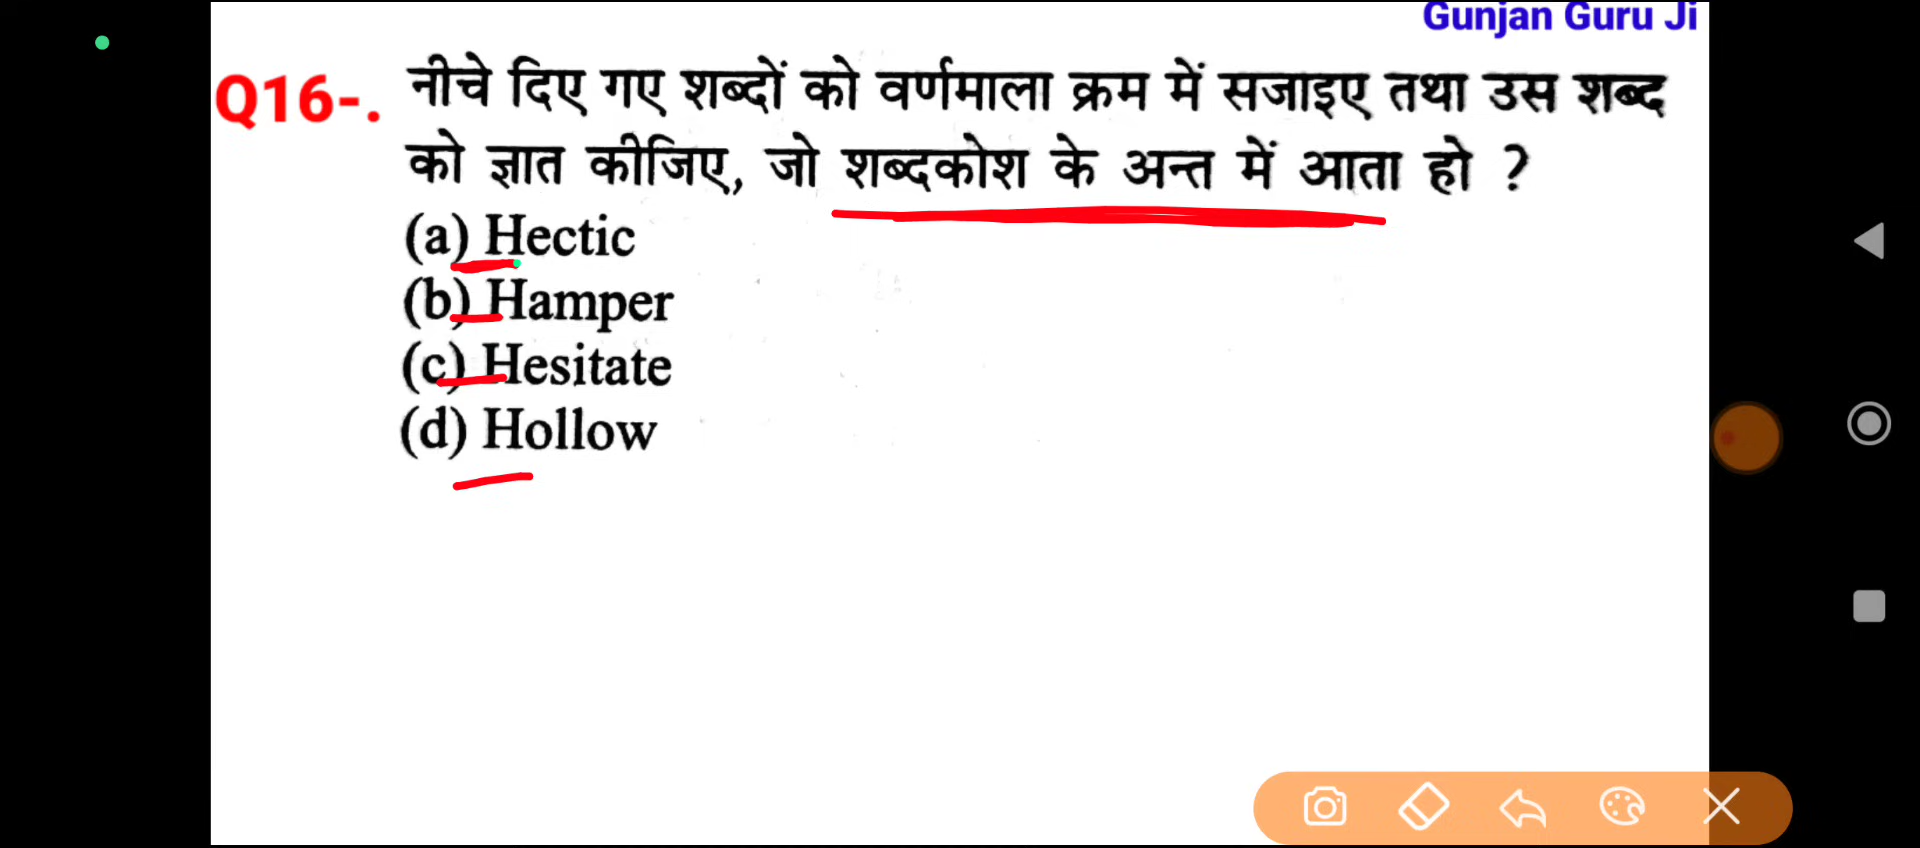 Gunjan Guru Ji
Q16-. नीचे दिए गए शब्दों को वर्णमाला क्रम में सजाइए तथा उस शब्द
को ज्ञात कीजिए, जो शब्दकोश के अन्त में आता हो ?
(a) Hectic
(b) Hamper
(c) Hesitate
(d) Hollow